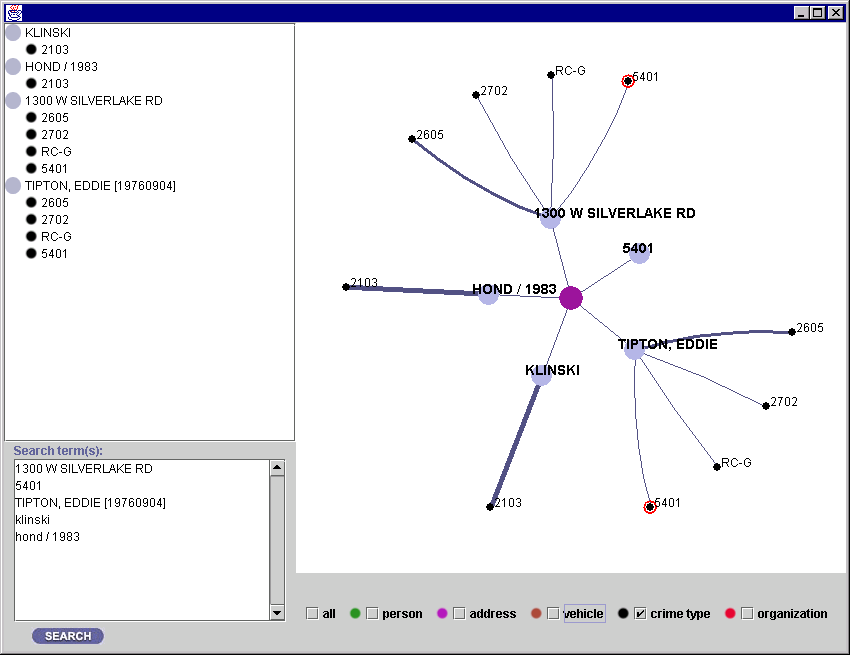 KLINSKI
2103
HOND / 1983
2103
1300 W SILVERLAKE RD
2605
2702
RC-G
5401
TIPTON, EDDIE [19760904]
2605
2702
RC-G
5401
RC-G
5401
2702
2605
1300 W SILVERLAKE RD
5401
2103
HOND / 1983
2605
TIPTON, EDDIE
KLINSKI
2702
RC-G
2103
5401
Search term(s):
1300 W SILVERLAKE RD
5401
TIPTON, EDDIE [19760904]
klinski
hond / 1983
SEARCH
all person address vehicle crime type organization